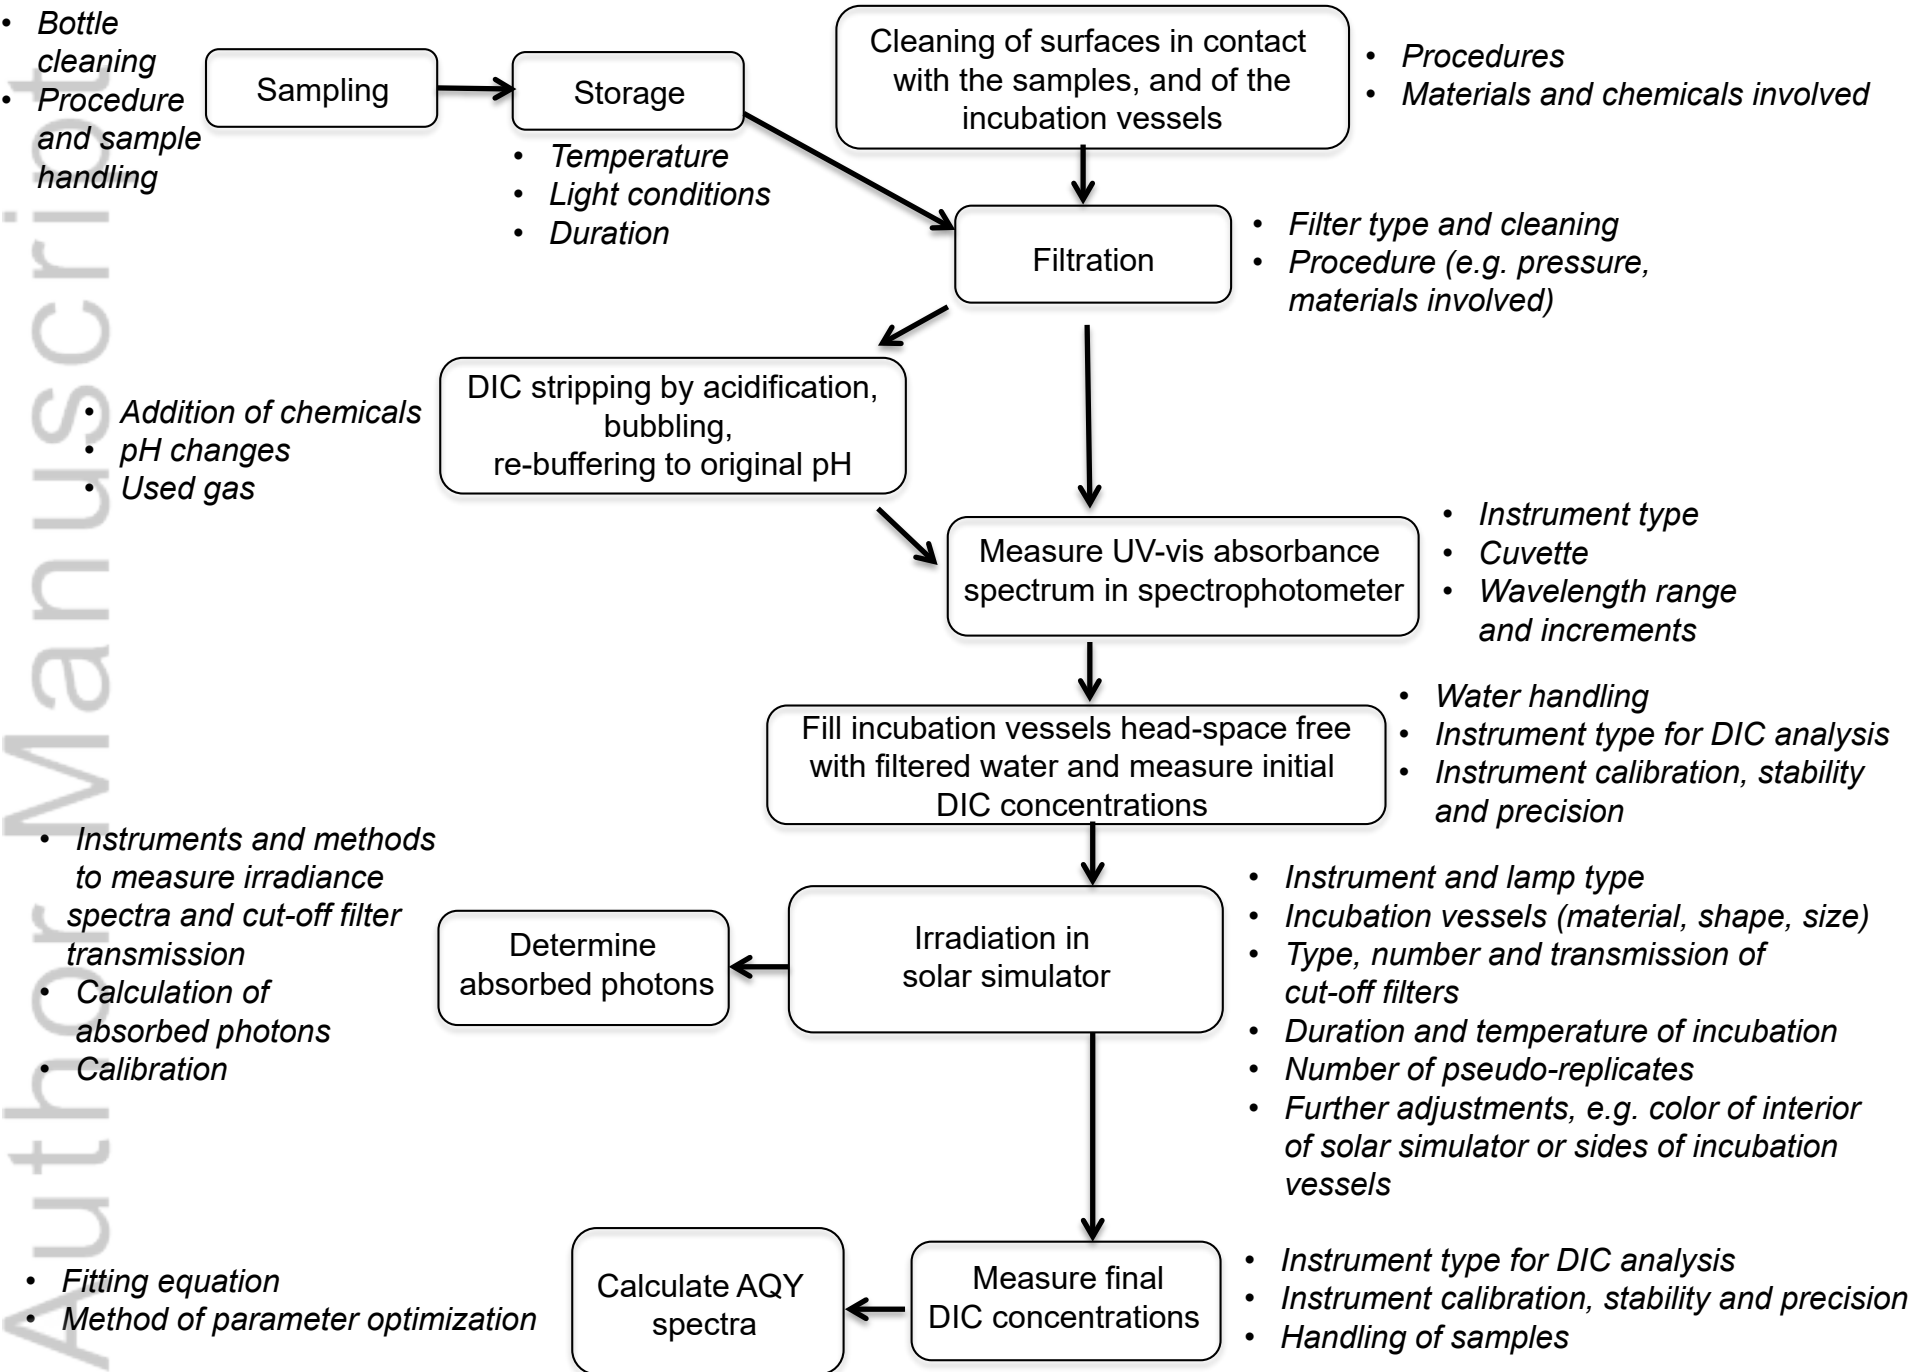 • Bottle
cleaning
• Procedure
and sample
handling
Sampling
Storage
• Temperature
• Light conditions
• Duration
Cleaning of surfaces in contact
with the samples, and of the
incubation vessels
• Procedures
• Materials and chemicals involved
Filtration
• Filter type and cleaning
• Procedure (e.g. pressure,
materials involved)
DIC stripping by acidification,
bubbling,
re-buffering to original pH
• Addition of chemicals
• pH changes
• Used gas
Measure UV-vis absorbance
spectrum in spectrophotometer
• Instrument type
• Cuvette
• Wavelength range
and increments
Fill incubation vessels head-space free
with filtered water and measure initial
DIC concentrations
• Water handling
• Instrument type for DIC analysis
• Instrument calibration, stability
and precision
• Instruments and methods
to measure irradiance
spectra and cut-off filter
transmission
• Calculation of
absorbed photons
• Calibration
Determine
absorbed photons
Irradiation in
solar simulator
• Instrument and lamp type
• Incubation vessels (material, shape, size)
• Type, number and transmission of
cut-off filters
• Duration and temperature of incubation
• Number of pseudo-replicates
• Further adjustments, e.g. color of interior
of solar simulator or sides of incubation
vessels
• Fitting equation
• Method of parameter optimization
Calculate AQY
spectra
Measure final
DIC concentrations
• Instrument type for DIC analysis
• Instrument calibration, stability and precision
• Handling of samples
Author Manuscript